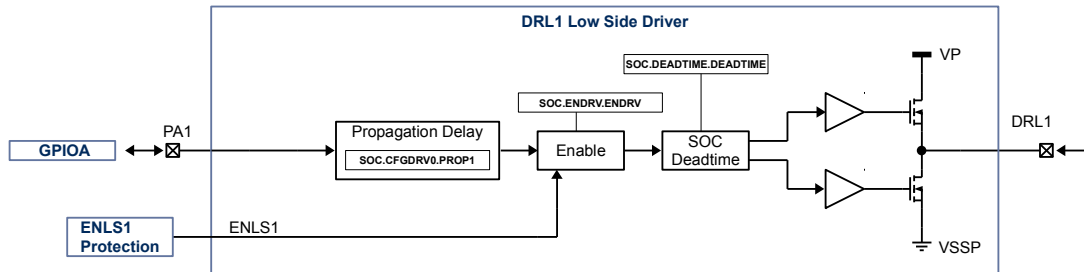 DRL1 Low Side Driver
VP
SOC.DEADTIME.DEADTIME
SOC.ENDRV.ENDRV
PA1
Propagation Delay
SOC.CFGDRV0.PROP1
Enable
SOC
Deadtime
DRL1
GPIOA
ENLS1
Protection
ENLS1
VSSP